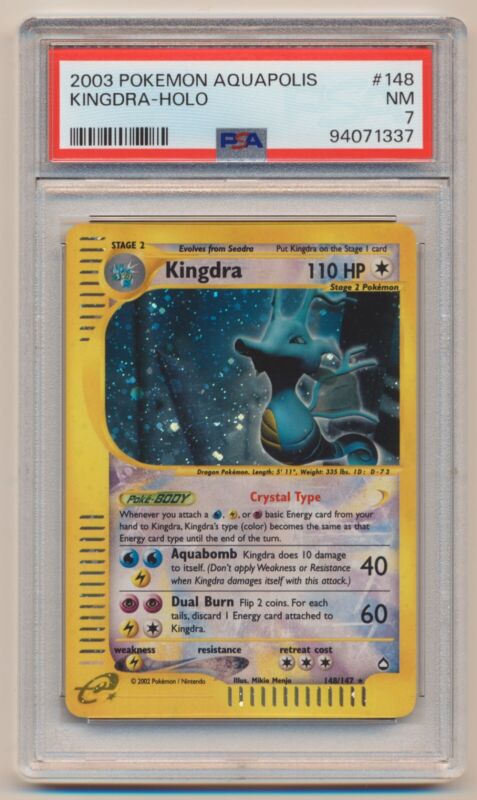 2003 POKEMON AQUAPOLIS #148
KINGDRA-HOLO NM
7
PSA 94071337
STAGE 2 Evolves from Seadra Put Kingdra on the Stage 1 card
Kingdra 110 HP
Stage 2 Pokémon
Dragon Pokémon. Length: 5' 11", Weight: 335 lbs. ID: D-73
Poké-BODY Crystal Type
Whenever you attach a , , or basic Energy card from your
hand to Kingdra, Kingdra's type (color) becomes the same as that
Energy card type until the end of the turn.
Aquabomb Kingdra does 10 damage
to itself. (Don't apply Weakness or Resistance
when Kingdra damages itself with this attack.)
40
Dual Burn Flip 2 coins. For each
tails, discard 1 Energy card attached to
Kingdra.
60
weakness resistance retreat cost
© 2002 Pokémon / Nintendo Illus. Mikio Menjo 148/147